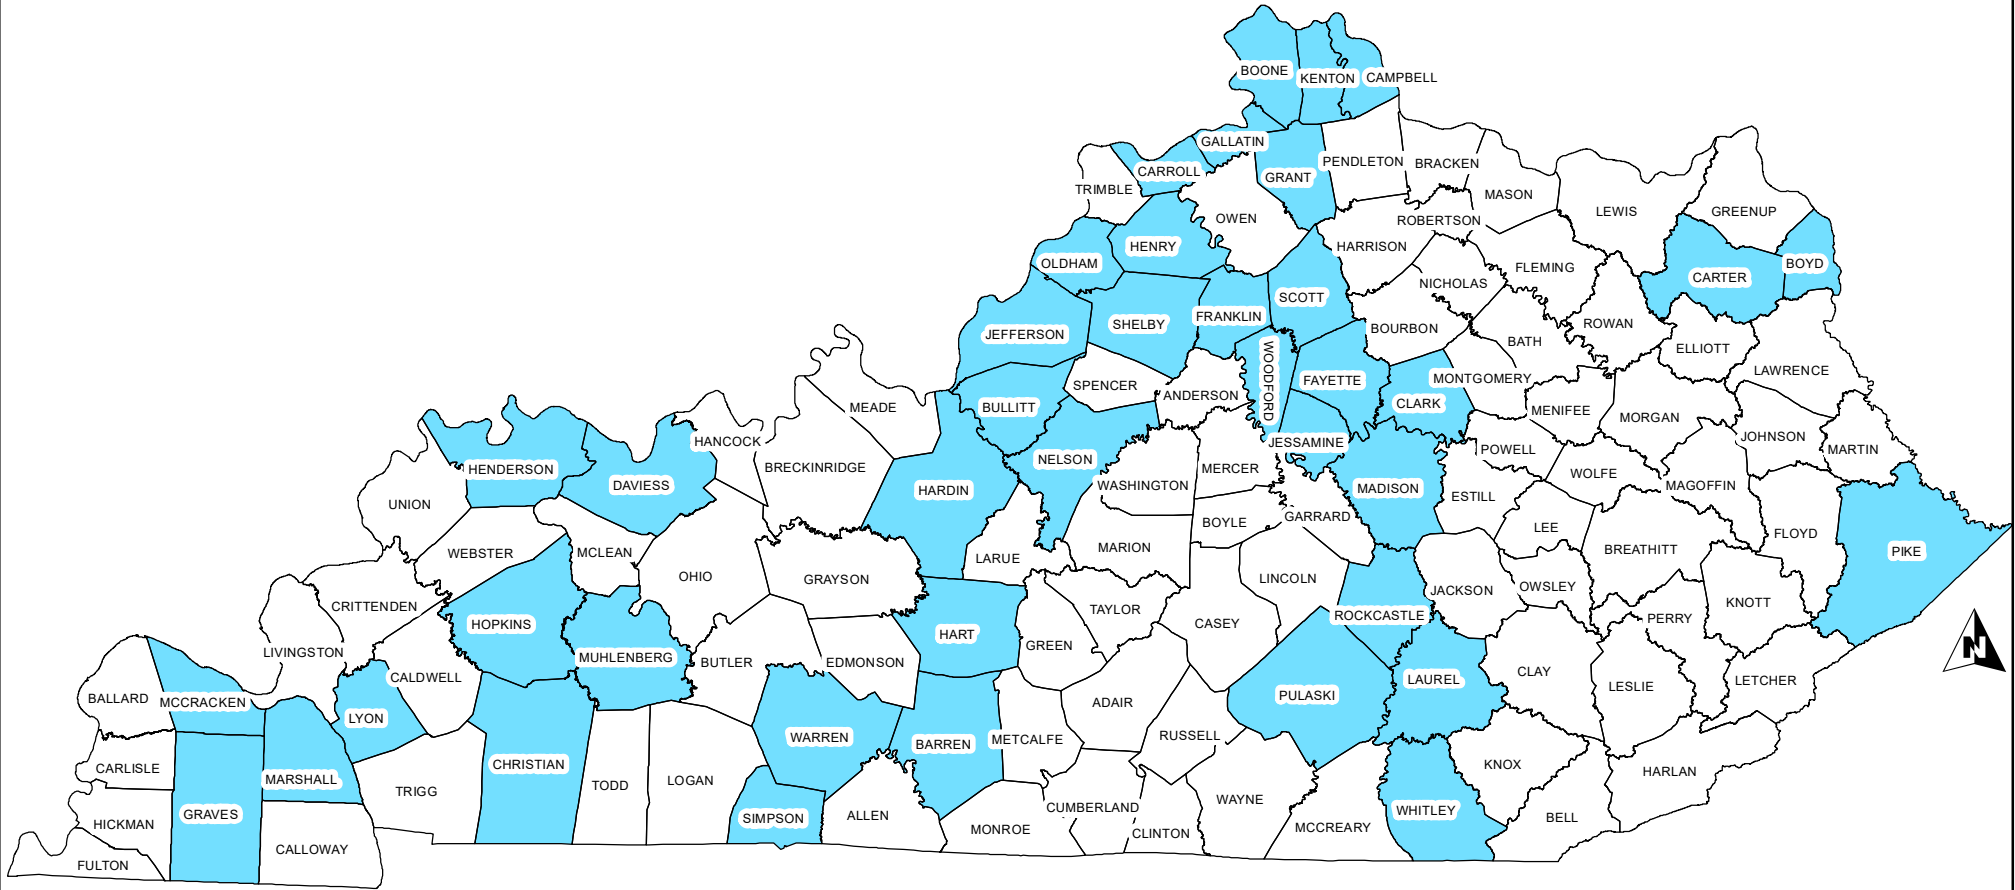 BOONE
KENTON
CAMPBELL
GALLATIN
CARROLL
GRANT
PENDLETON
BRACKEN
TRIMBLE
MASON
OWEN
ROBERTSON
LEWIS
GREENUP
HENRY
HARRISON
OLDHAM
FLEMING
CARTER
BOYD
NICHOLAS
SCOTT
SHELBY
FRANKLIN
JEFFERSON
BOURBON
ROWAN
BATH
ELLIOTT
WOODFORD
SPENCER
ANDERSON
FAYETTE
MONTGOMERY
LAWRENCE
MEADE
BULLITT
CLARK
MENIFEE
MORGAN
HANCOCK
JESSAMINE
JOHNSON
MARTIN
POWELL
HENDERSON
BRECKINRIDGE
NELSON
MERCER
WOLFE
DAVIESS
HARDIN
WASHINGTON
MADISON
ESTILL
MAGOFFIN
UNION
BOYLE
GARRARD
LEE
FLOYD
WEBSTER
MCLEAN
LARUE
MARION
BREATHITT
PIKE
OHIO
GRAYSON
LINCOLN
JACKSON
OWSLEY
CRITTENDEN
TAYLOR
ROCKCASTLE
KNOTT
HOPKINS
HART
CASEY
PERRY
LIVINGSTON
MUHLENBERG
BUTLER
EDMONSON
GREEN
CALDWELL
CLAY
LAUREL
LESLIE
LETCHER
BALLARD
MCCRACKEN
LYON
ADAIR
PULASKI
WARREN
BARREN
METCALFE
RUSSELL
CARLISLE
MARSHALL
CHRISTIAN
KNOX
HARLAN
TRIGG
TODD
LOGAN
WAYNE
HICKMAN
GRAVES
SIMPSON
ALLEN
MONROE
CUMBERLAND
CLINTON
MCCREARY
WHITLEY
BELL
FULTON
CALLOWAY
N